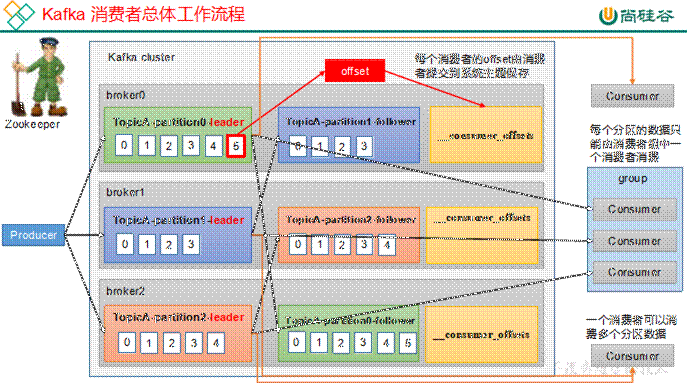 Kafka 消费者总体工作流程
尚硅谷
Zookeeper
Kafka cluster
offset
每个消费者的offset由消费
者提交到系统主题保存
broker0
TopicA-partition0-leader
0 1 2 3 4 5
TopicA-partition1-follower
0 1 2 3
__consumer_offsets
broker1
TopicA-partition1-leader
0 1 2 3
TopicA-partition2-follower
0 1 2 3 4
__consumer_offsets
broker2
TopicA-partition2-leader
0 1 2 3 4
TopicA-partition0-follower
0 1 2 3 4 5
__consumer_offsets
Producer
Consumer
每个分区的数据只
能由消费者组中一
个消费者消费
group
Consumer
Consumer
Consumer
一个消费者可以消
费多个分区数据
Consumer